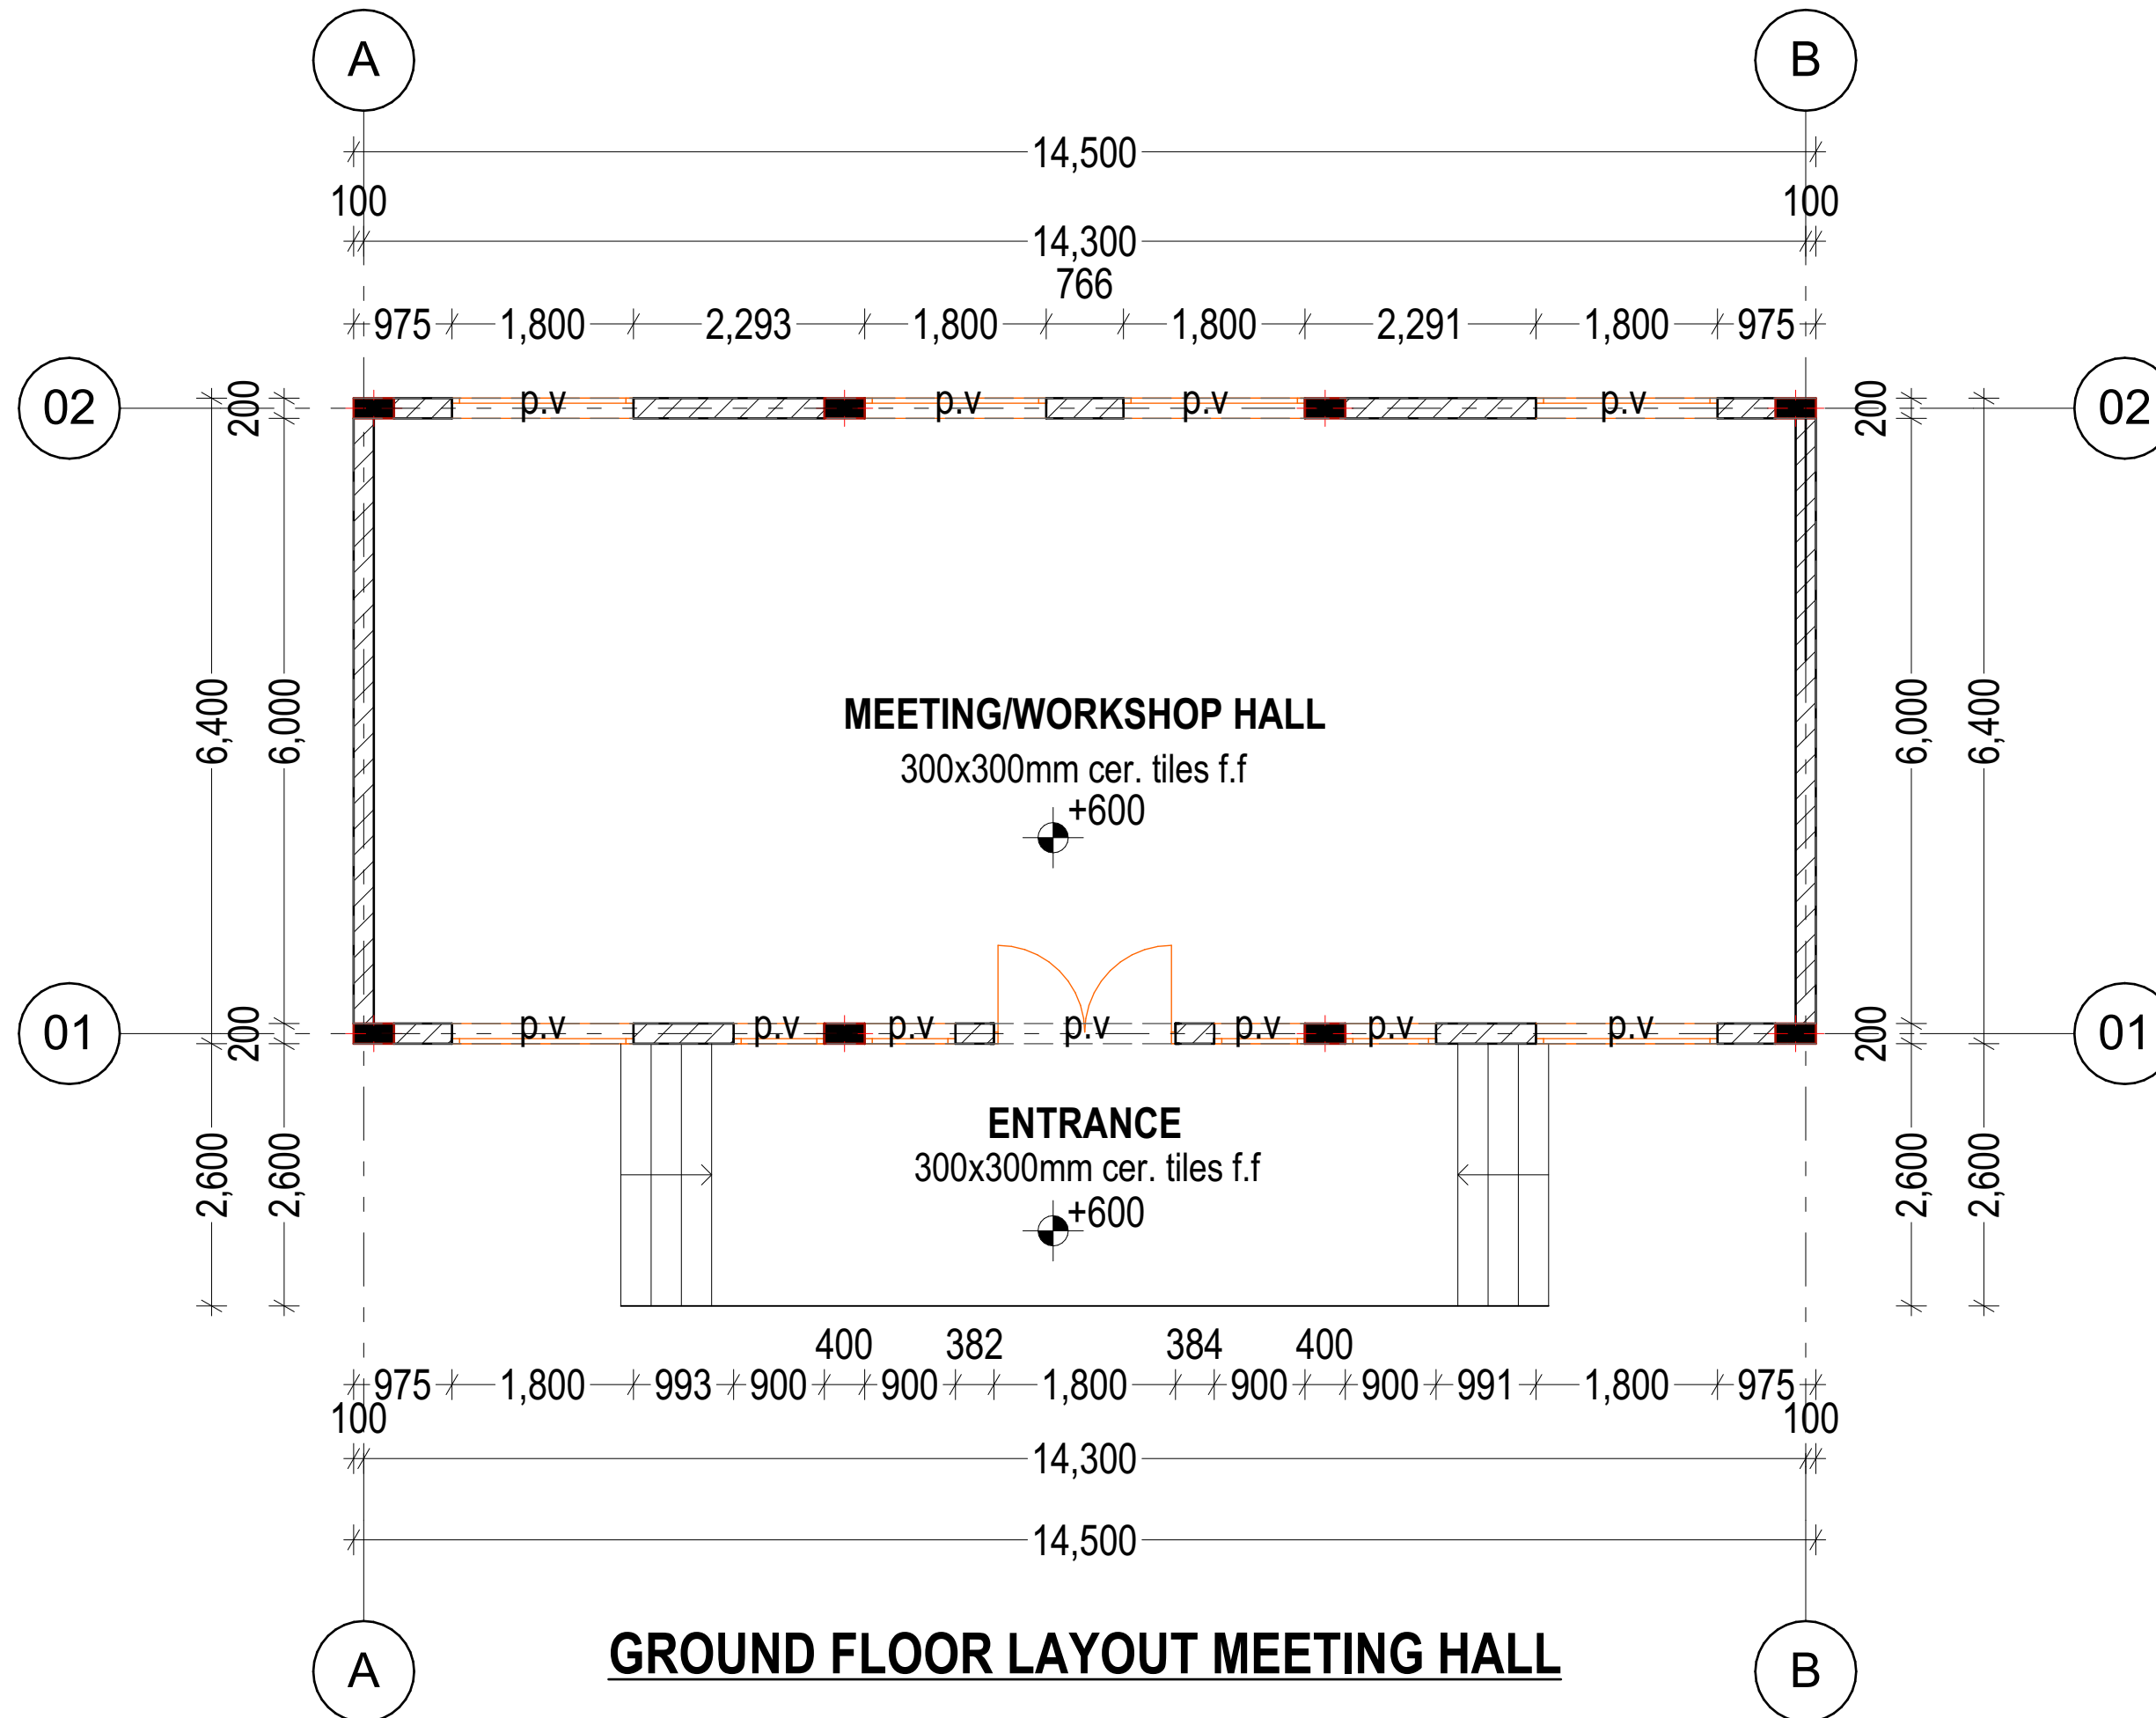 A B
14,500
100 100
14,300
766
975 1,800 2,293 1,800 1,800 2,291 1,800 975
02 200 p.v p.v p.v p.v 200 02
6,400 6,000 6,000 6,400
MEETING/WORKSHOP HALL
300x300mm cer. tiles f.f
+600
01 200 p.v p.v p.v p.v p.v p.v p.v 200 01
2,600 2,600 2,600 2,600
ENTRANCE
300x300mm cer. tiles f.f
+600
400 382 384 400
975 1,800 993 900 900 1,800 900 900 991 1,800 975
100 100
14,300
14,500
GROUND FLOOR LAYOUT MEETING HALL
A B